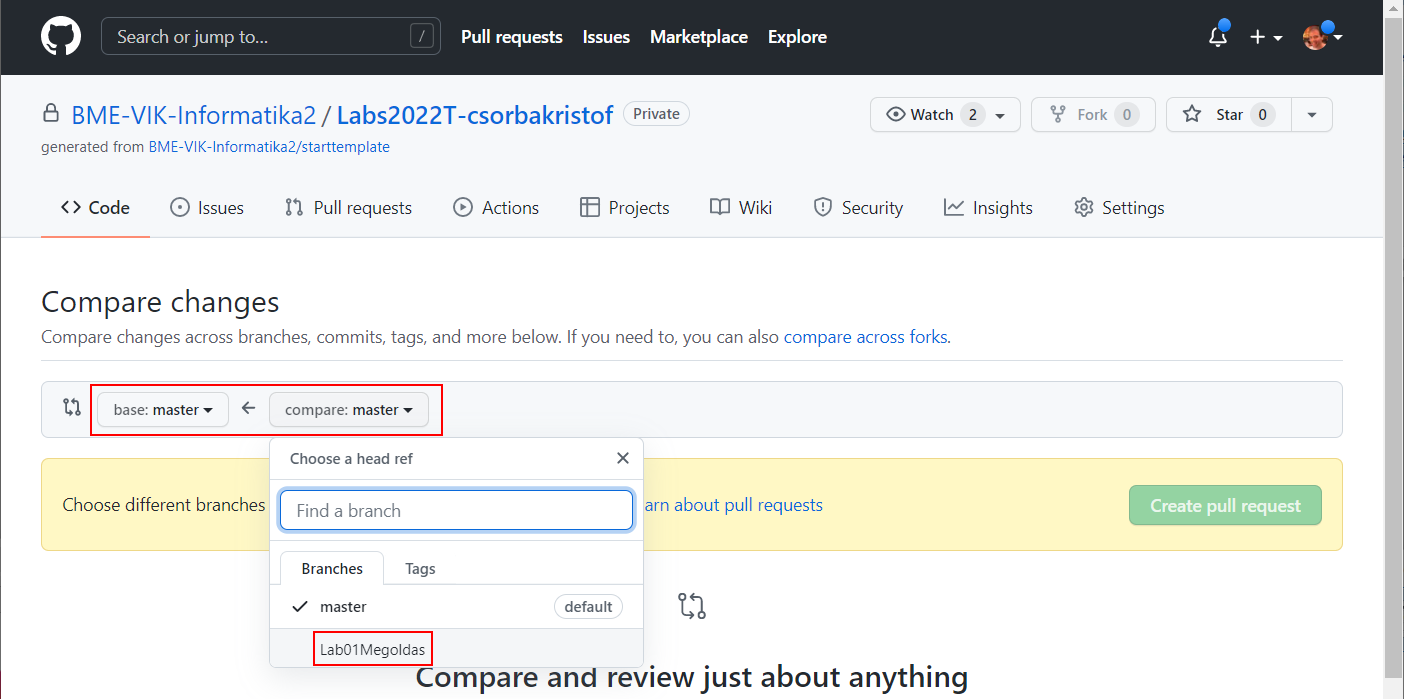 Search or jump to... / Pull requests Issues Marketplace Explore
BME-VIK-Informatika2 / Labs2022T-csorbakristof Private Watch 2 Fork 0 Star 0
generated from BME-VIK-Informatika2/starttemplate
Code Issues Pull requests Actions Projects Wiki Security Insights Settings
Compare changes
Compare changes across branches, commits, tags, and more below. If you need to, you can also compare across forks.
base: master compare: master
Choose a head ref
Choose different branches arn about pull requests Create pull request
Find a branch
Branches Tags
master default
Lab01Megoldas
Compare and review just about anything